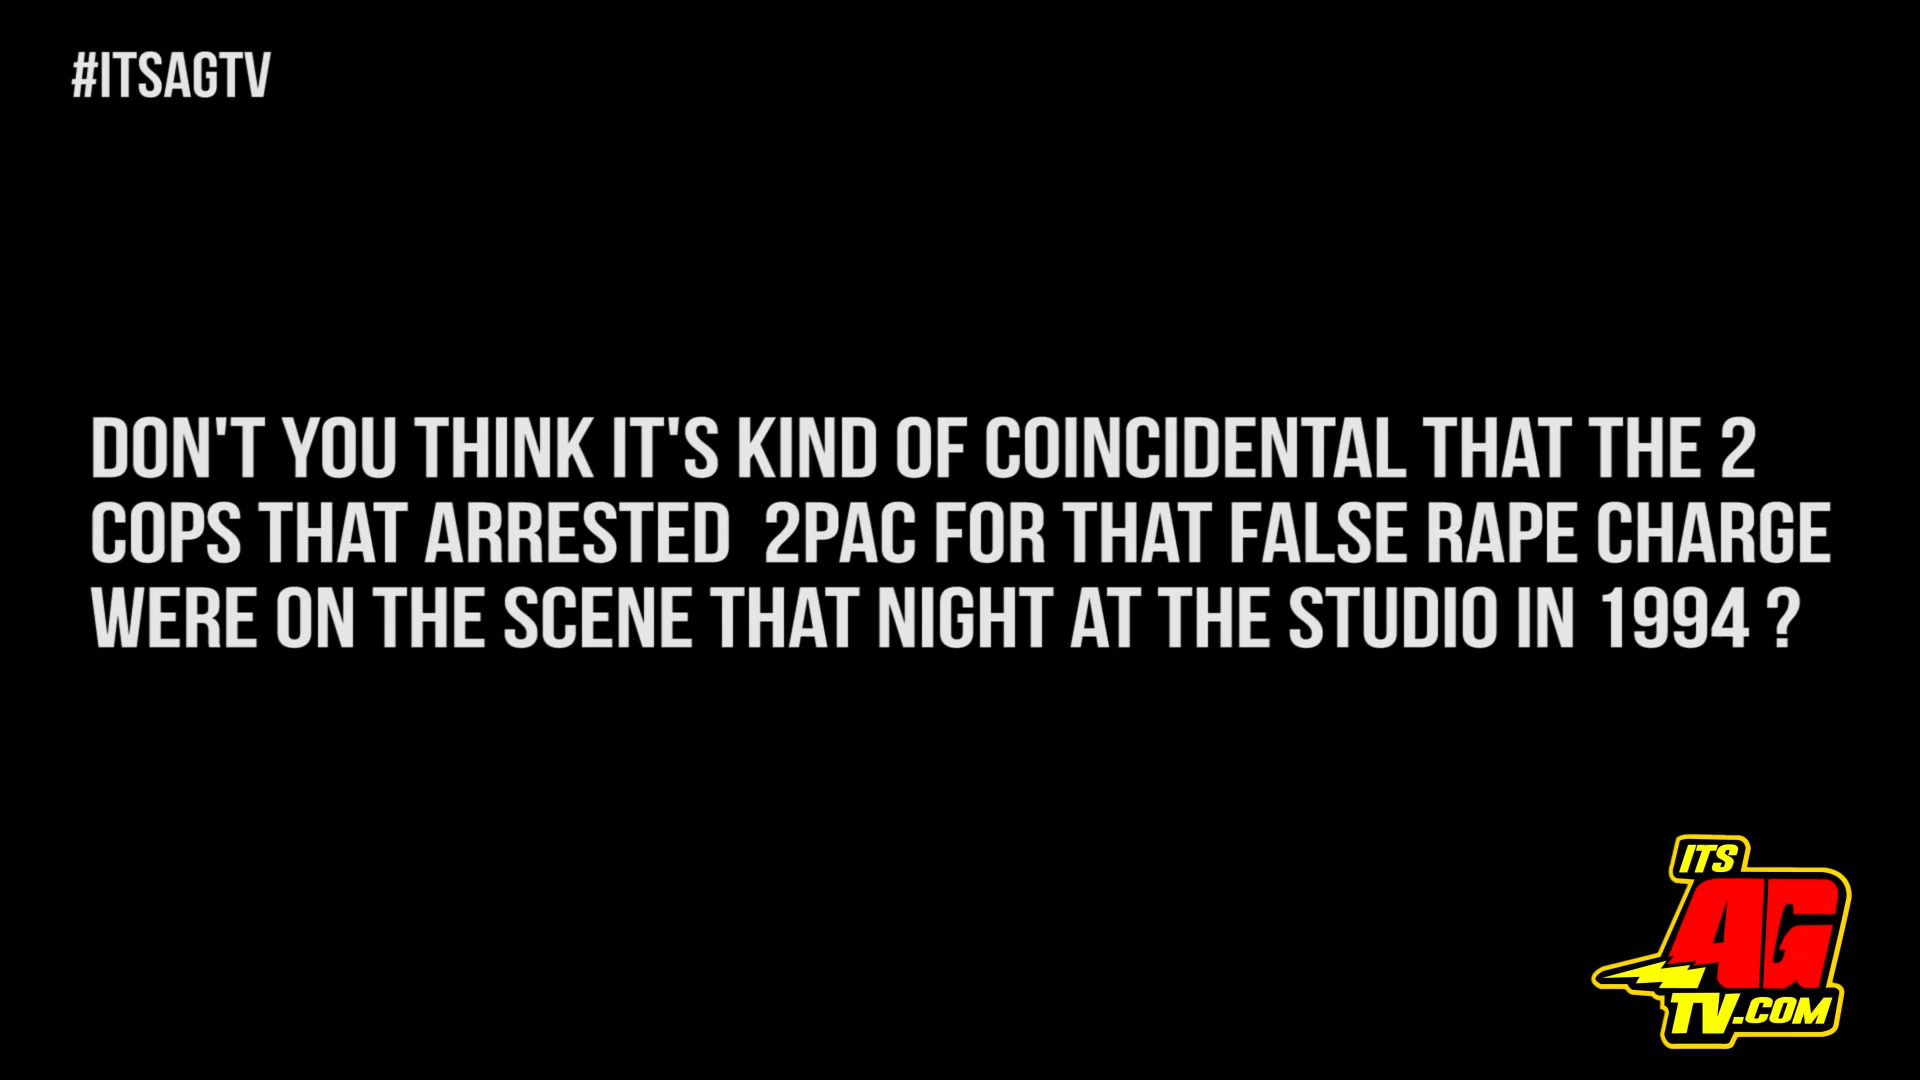 #ITSAGTV
DON'T YOU THINK IT'S KIND OF COINCIDENTAL THAT THE 2
COPS THAT ARRESTED  2PAC FOR THAT FALSE RAPE CHARGE
WERE ON THE SCENE THAT NIGHT AT THE STUDIO IN 1994 ?
ITS
AG
TV.COM